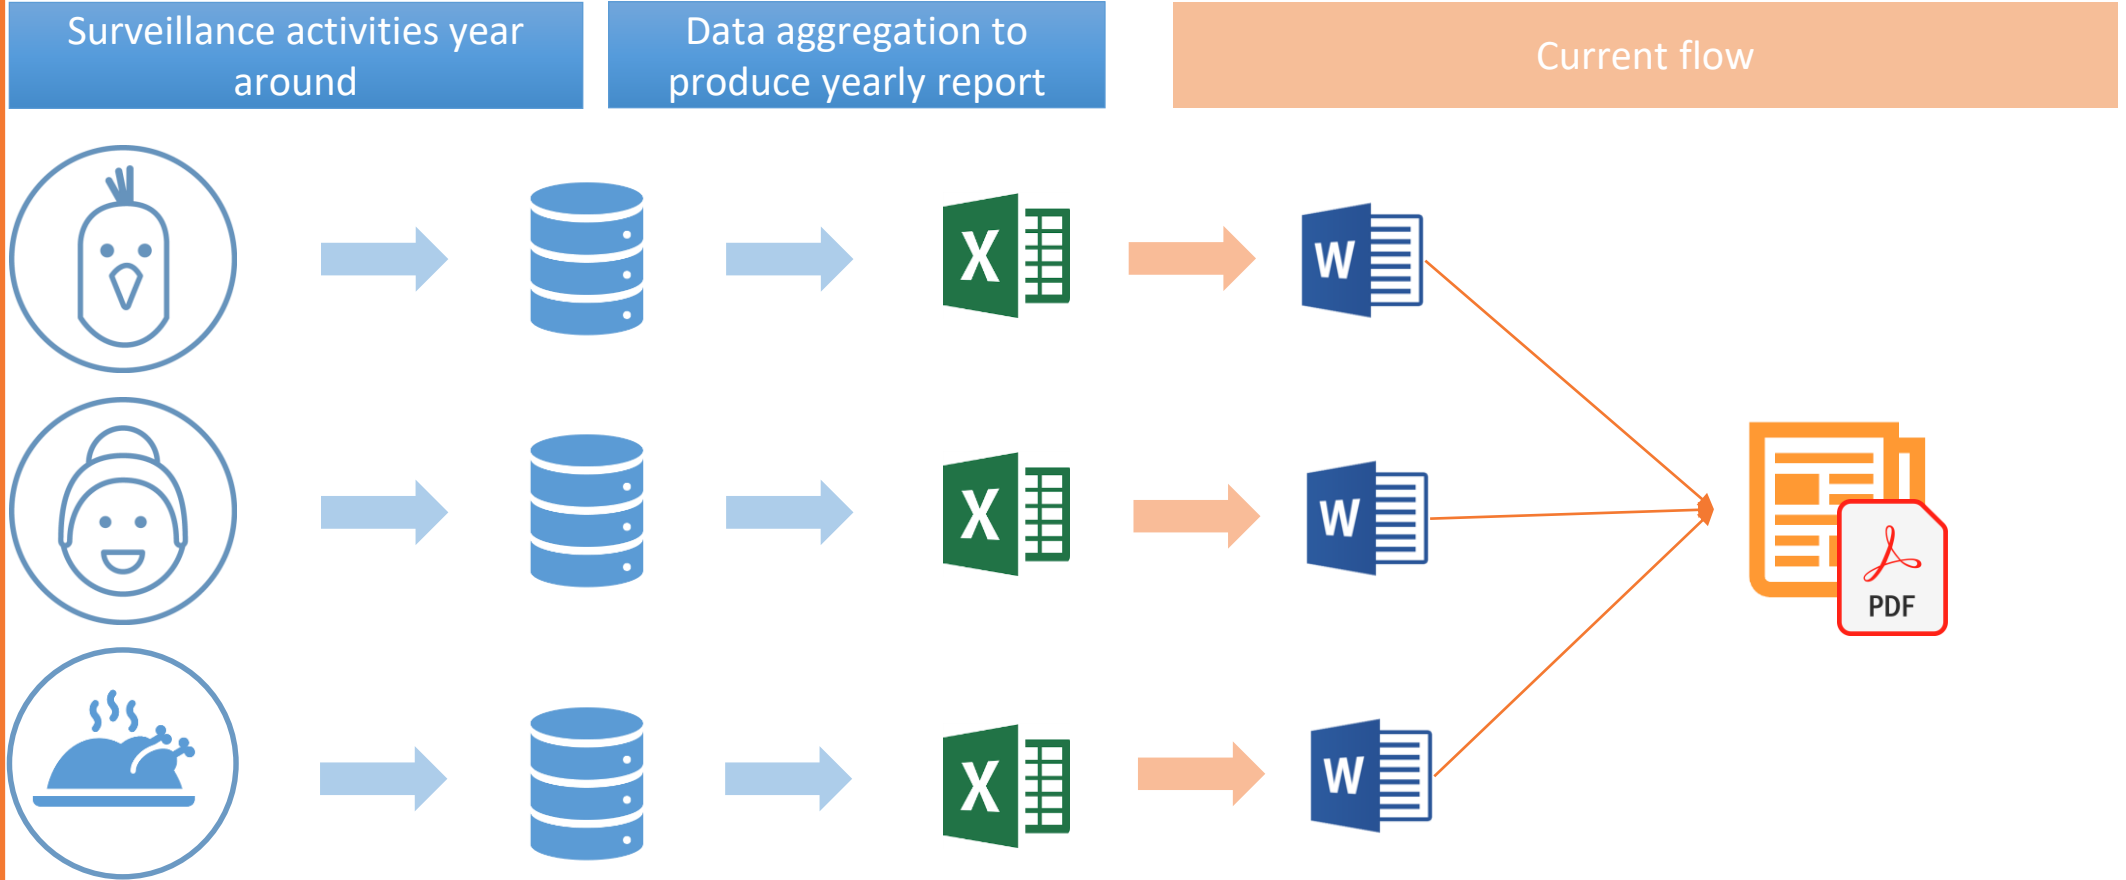 Surveillance activities year
around
Data aggregation to
produce yearly report
Current flow
X
W
X
W
PDF
X
W